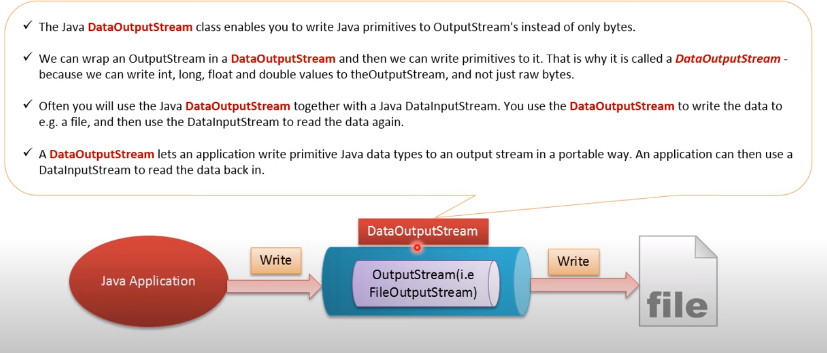 ✓ The Java DataOutputStream class enables you to write Java primitives to OutputStream's instead of only bytes.
✓ We can wrap an OutputStream in a DataOutputStream and then we can write primitives to it. That is why it is called a DataOutputStream -
because we can write int, long, float and double values to theOutputStream, and not just raw bytes.
✓ Often you will use the Java DataOutputStream together with a Java DataInputStream. You use the DataOutputStream to write the data to
e.g. a file, and then use the DataInputStream to read the data again.
✓ A DataOutputStream lets an application write primitive Java data types to an output stream in a portable way. An application can then use a
DataInputStream to read the data back in.
DataOutputStream
Java Application
Write
OutputStream(i.e
FileOutputStream)
Write
file